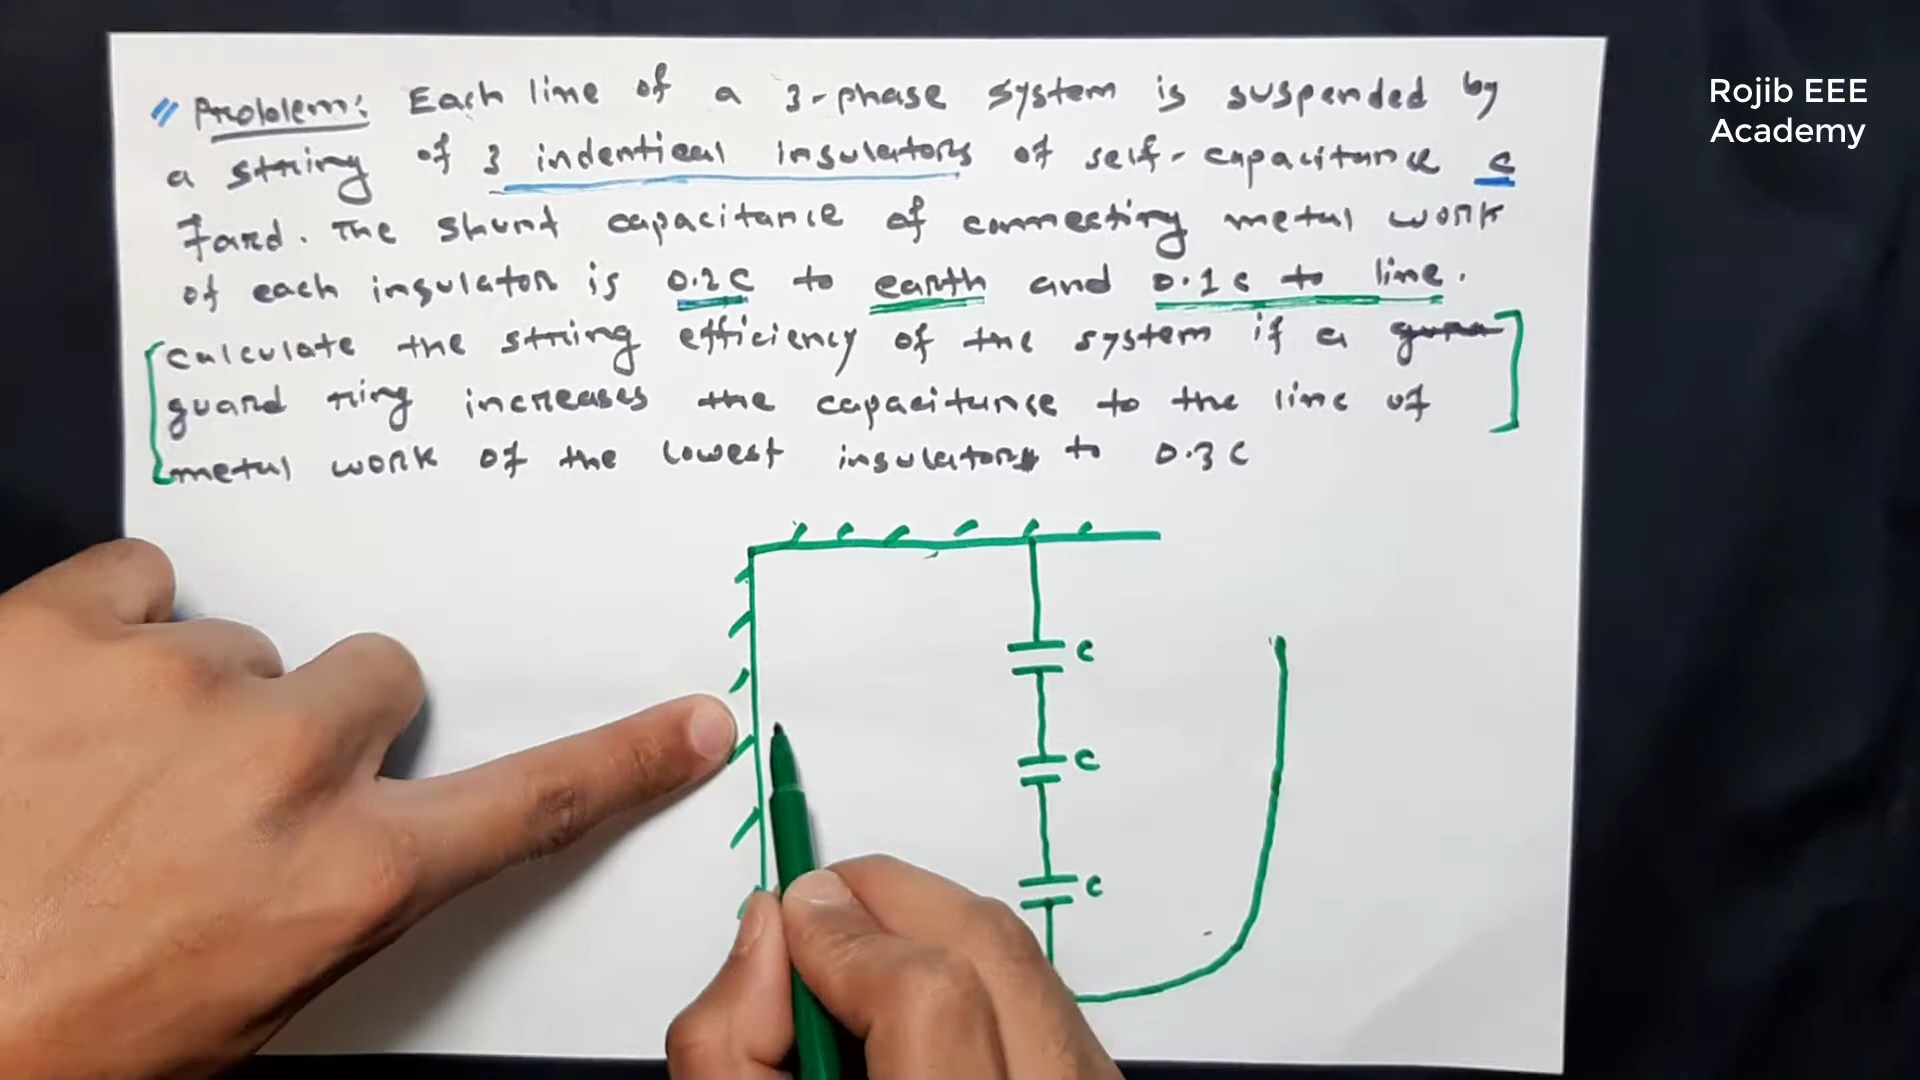 Rojib EEE
Academy
" Problem: Each line of a 3-phase system is suspended by
a string of 3 indentical insulators of self-capacitance c
farad. The shunt capacitance of connecting metal work
of each insulator is 0.2c to earth and 0.1c to line.
Calculate the string efficiency of the system if a
guard ring increases the capacitance to the line of
metal work of the lowest insulator to 0.3c
c
c
c